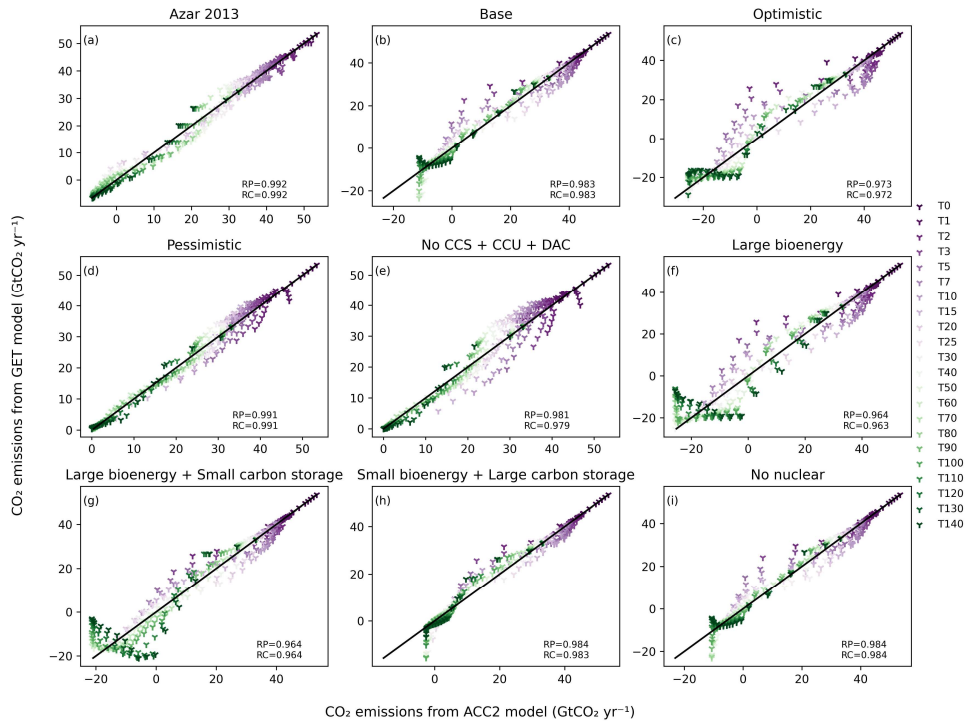 Azar 2013
Base
Optimistic
(a)
50
40
30
20
10
0
0
10
20
30
40
50
RP=0.992
RC=0.992
(b)
40
20
0
−20
−20
0
20
40
RP=0.983
RC=0.983
(c)
40
20
0
−20
−20
0
20
40
RP=0.973
RC=0.972
Pessimistic
No CCS + CCU + DAC
Large bioenergy
(d)
50
40
30
20
10
0
0
10
20
30
40
50
RP=0.991
RC=0.991
(e)
50
40
30
20
10
0
0
10
20
30
40
50
RP=0.981
RC=0.979
(f)
40
20
0
−20
−20
0
20
40
RP=0.964
RC=0.963
Large bioenergy + Small carbon storage
Small bioenergy + Large carbon storage
No nuclear
(g)
40
20
0
−20
−20
0
20
40
RP=0.964
RC=0.964
(h)
40
20
0
−20
0
20
40
RP=0.984
RC=0.983
(i)
40
20
0
−20
−20
0
20
40
RP=0.984
RC=0.984
CO₂ emissions from GET model (GtCO₂ yr⁻¹)
CO₂ emissions from ACC2 model (GtCO₂ yr⁻¹)
T0
T1
T2
T3
T5
T7
T10
T15
T20
T25
T30
T40
T50
T60
T70
T80
T90
T100
T110
T120
T130
T140